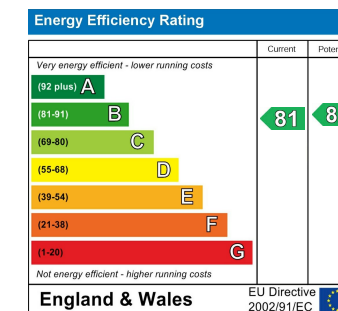 Energy Efficiency Rating
Current
Very energy efficient - lower running costs
(92 plus) A
(81-91) B
81
(69-80) C
(55-68) D
(39-54) E
(21-38) F
(1-20) G
Not energy efficient - higher running costs
England & Wales
EU Directive
2002/91/EC